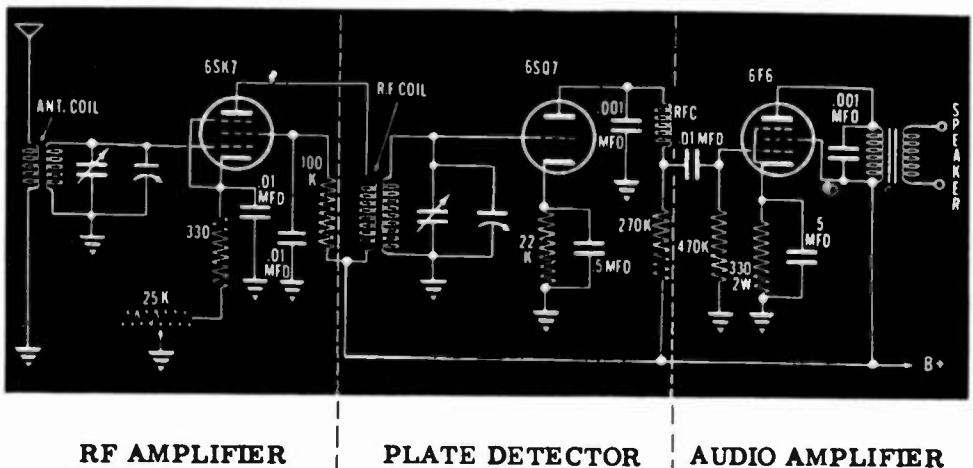 6SK7
6SQ7
6F6
ANT. COIL
R.F COIL
.001
MFD
RFC
.01 MFD
.001
MFD
SPEAKER
.01
MFD
100
K
330
.01
MFD
22
K
.5 MFD
270K
470K
330
2W
.5
MFD
25K
B+
RF AMPLIFIER
PLATE DETECTOR
AUDIO AMPLIFIER